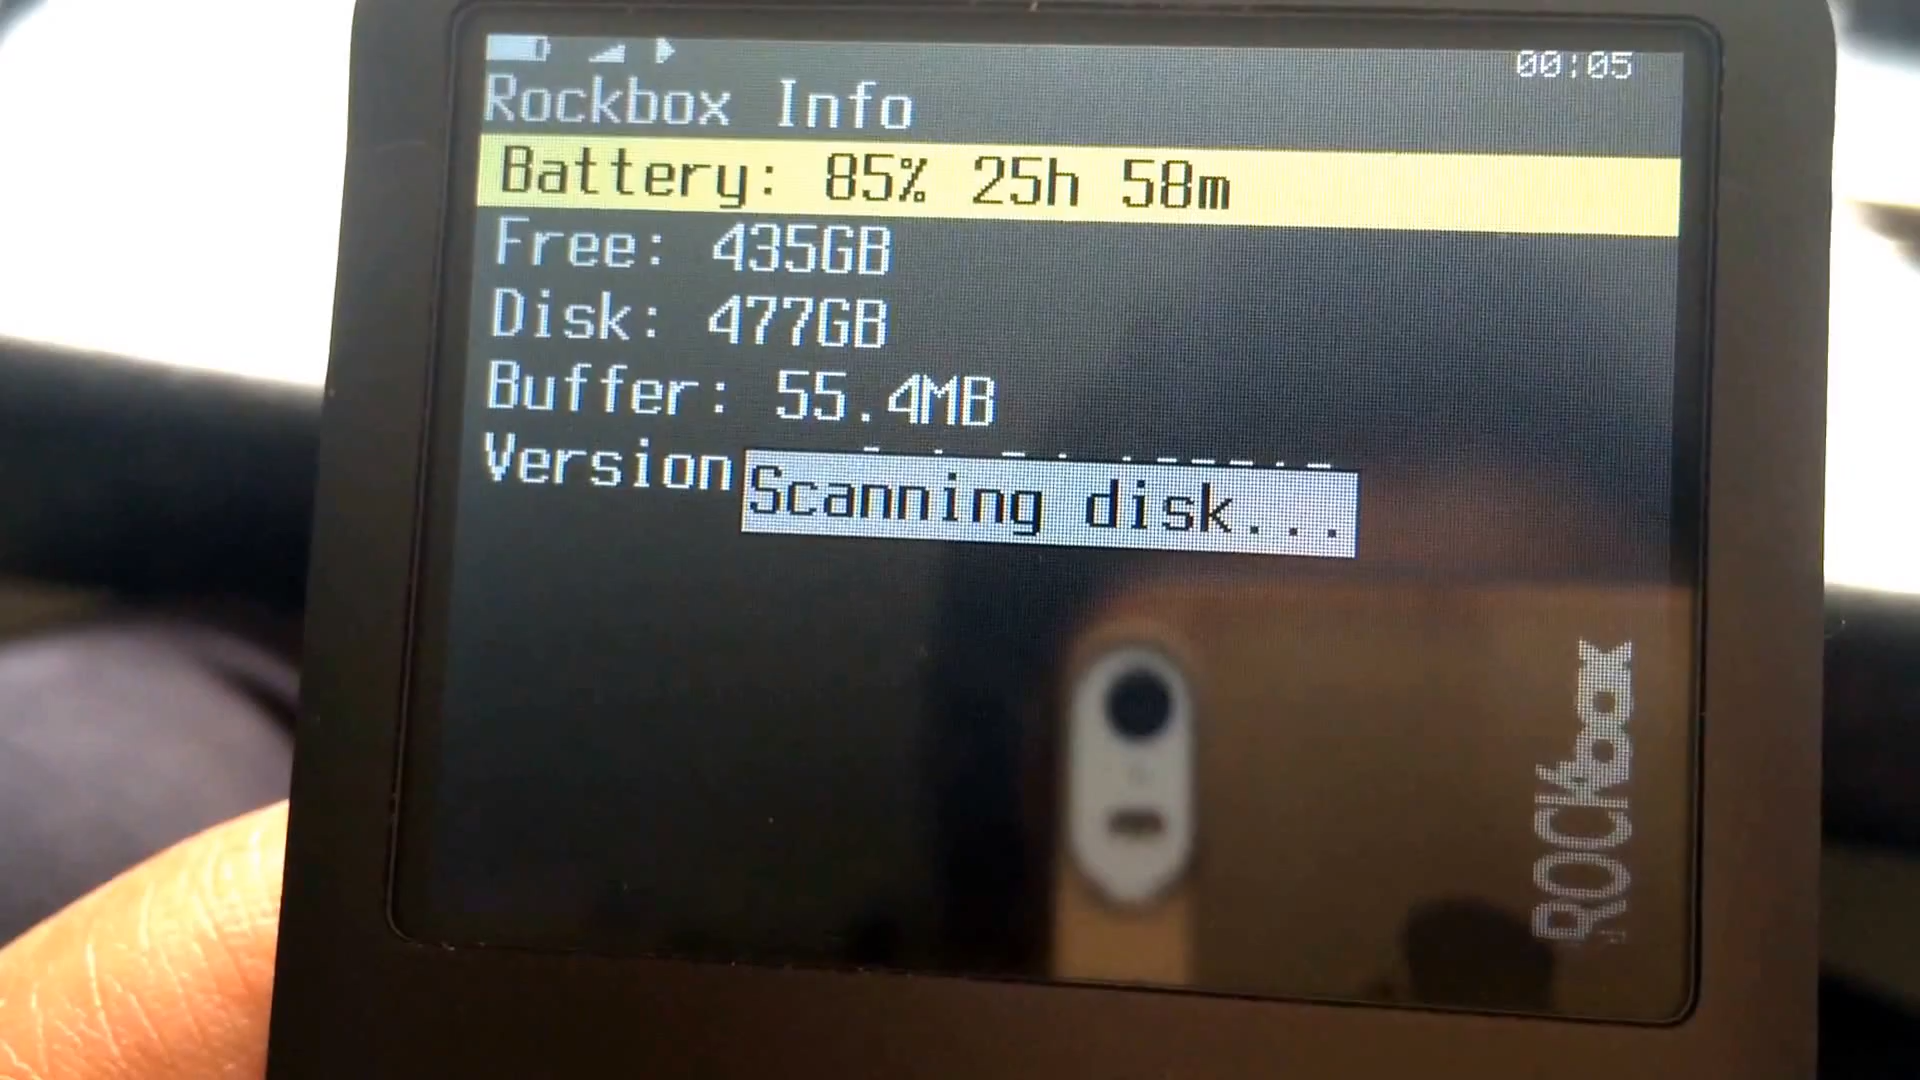 00:05
Rockbox Info
Battery: 85% 25h 58m
Free: 435GB
Disk: 477GB
Buffer: 55.4MB
Version
Scanning disk...
ROCKbox